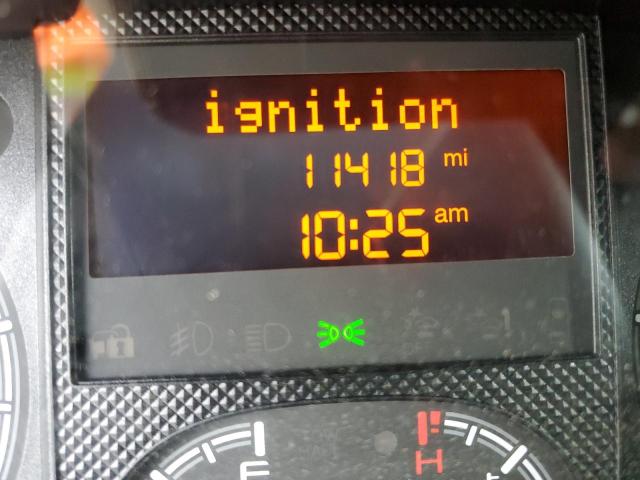 ignition
11418 mi
10:25 am
F H